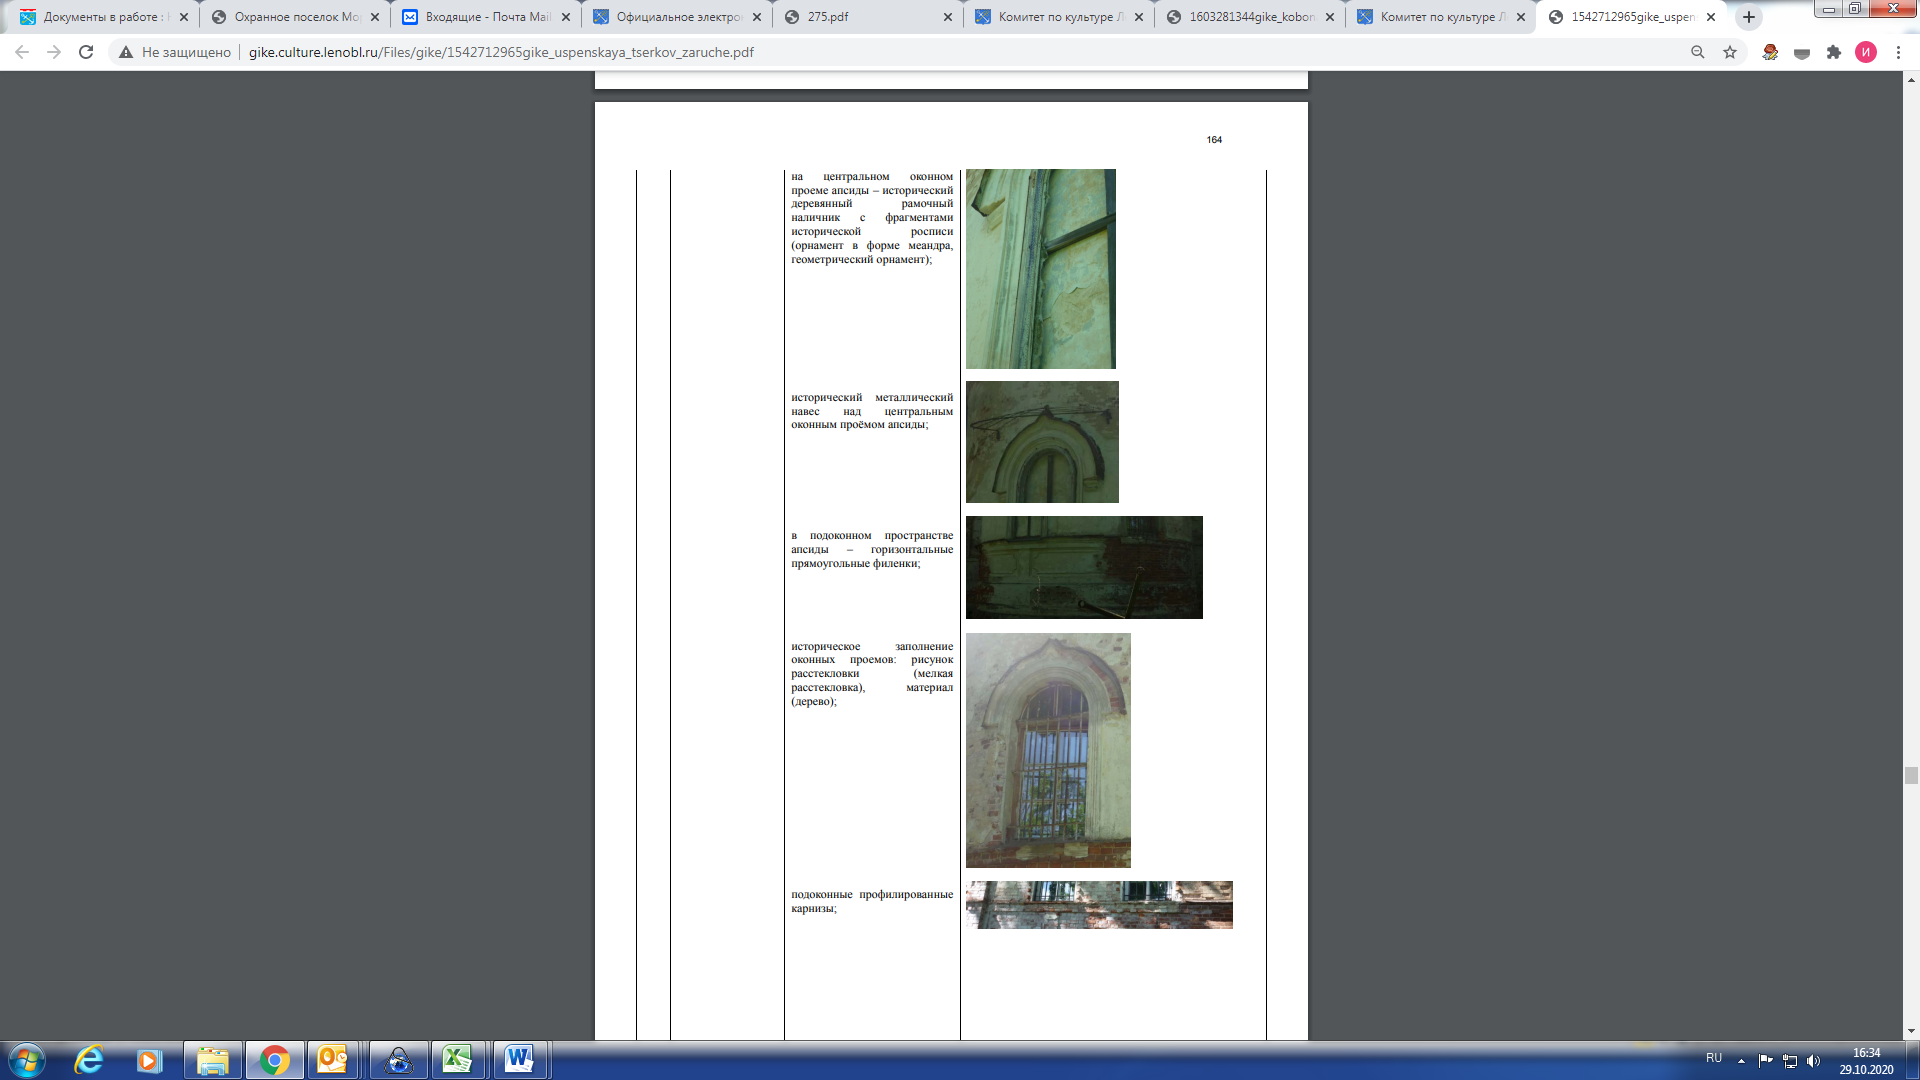 Документы в работе :
Охранное поселок Мо
Входящие - Почта Mail
Официальное электро
275.pdf
Комитет по культуре Л
1603281344gike_kobon
Комитет по культуре Л
1542712965gike_uspen
Не защищено
gike.culture.lenobl.ru/Files/gike/1542712965gike_uspenskaya_tserkov_zaruche.pdf
И
164
на центральном оконном
проеме апсиды – исторический
деревянный рамочный
наличник с фрагментами
исторической росписи
(орнамент в форме меандра,
геометрический орнамент);
исторический металлический
навес над центральным
оконным проёмом апсиды;
в подоконном пространстве
апсиды – горизонтальные
прямоугольные филенки;
историческое заполнение
оконных проемов: рисунок
расстекловки (мелкая
расстекловка), материал
(дерево);
подоконные профилированные
карнизы;
RU
16:34
29.10.2020